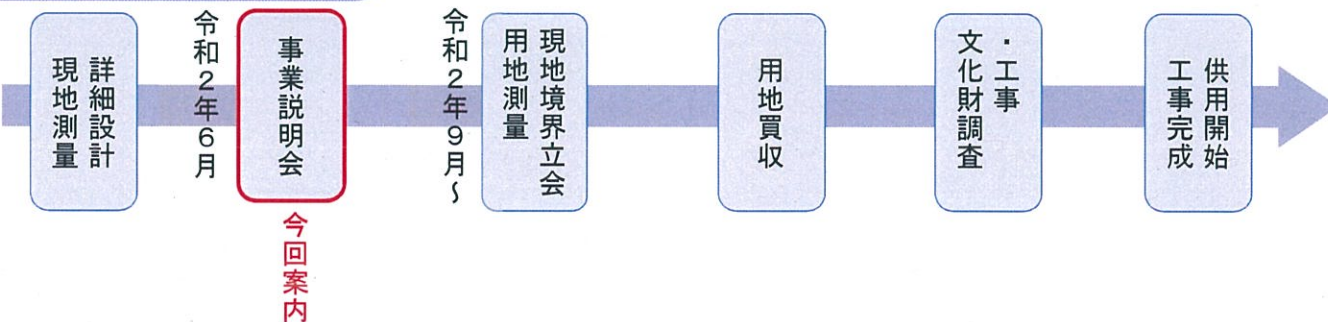 詳細設計
現地測量
令和2年6月
事業説明会
今回案内
令和2年9月~
現地境界立会
用地測量
用地買収
・工事
文化財調査
供用開始
工事完成